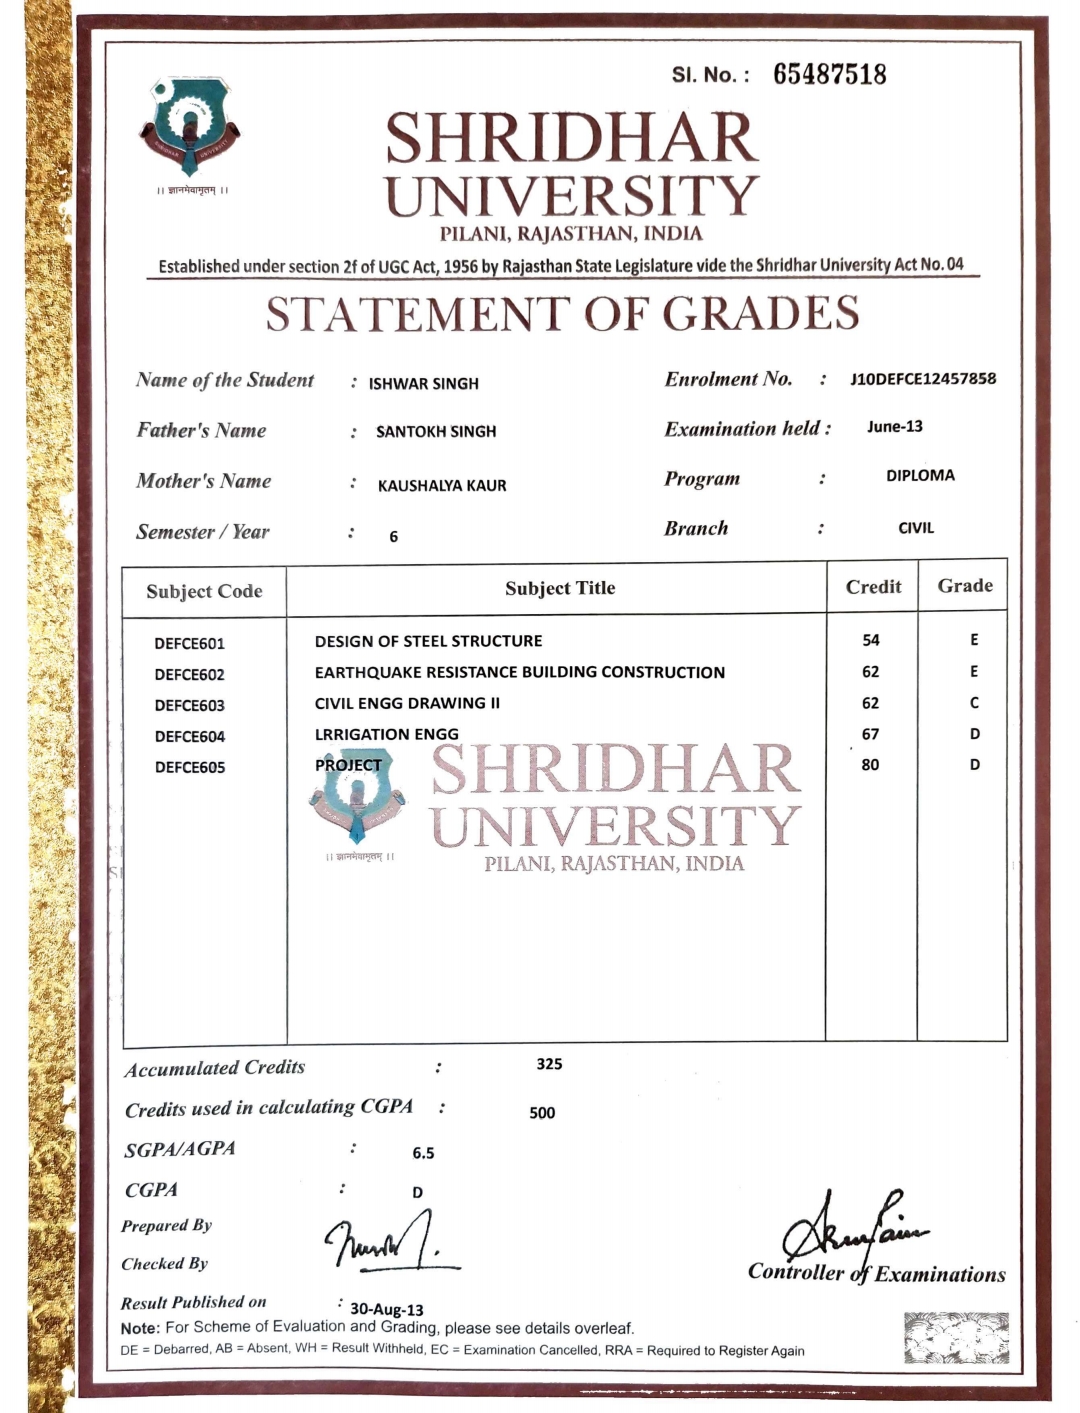 Sl. No. : 65487518
|| ज्ञानमेवामृतम् ||
SHRIDHAR
UNIVERSITY
PILANI, RAJASTHAN, INDIA
Established under section 2f of UGC Act, 1956 by Rajasthan State Legislature vide the Shridhar University Act No. 04
STATEMENT OF GRADES
Name of the Student : ISHWAR SINGH Enrolment No. : J10DEFCE12457858
Father's Name : SANTOKH SINGH Examination held : June-13
Mother's Name : KAUSHALYA KAUR Program : DIPLOMA
Semester / Year : 6 Branch : CIVIL
Subject Code Subject Title Credit Grade
DEFCE601 DESIGN OF STEEL STRUCTURE 54 E
DEFCE602 EARTHQUAKE RESISTANCE BUILDING CONSTRUCTION 62 E
DEFCE603 CIVIL ENGG DRAWING II 62 C
DEFCE604 LRRIGATION ENGG 67 D
DEFCE605 PROJECT 80 D
SHRIDHAR
UNIVERSITY
PILANI, RAJASTHAN, INDIA
|| ज्ञानमेवामृतम् ||
Accumulated Credits : 325
Credits used in calculating CGPA : 500
SGPA/AGPA : 6.5
CGPA : D
Prepared By
Checked By
Controller of Examinations
Result Published on : 30-Aug-13
Note: For Scheme of Evaluation and Grading, please see details overleaf.
DE = Debarred, AB = Absent, WH = Result Withheld, EC = Examination Cancelled, RRA = Required to Register Again